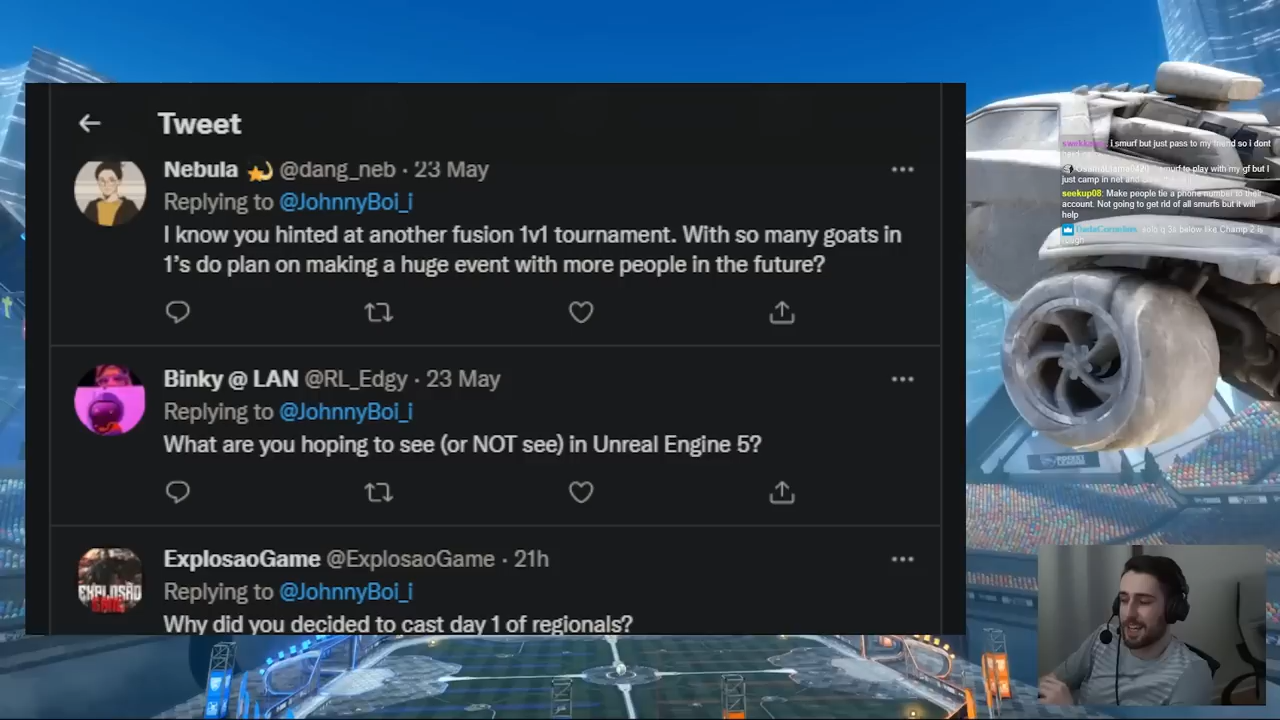 Tweet
Nebula @dang_neb · 23 May
Replying to @JohnnyBoi_i
I know you hinted at another fusion 1v1 tournament. With so many goats in
1's do plan on making a huge event with more people in the future?
Binky @ LAN @RL_Edgy · 23 May
Replying to @JohnnyBoi_i
What are you hoping to see (or NOT see) in Unreal Engine 5?
ExplosaoGame @ExplosaoGame · 21h
Replying to @JohnnyBoi_i
Why did you decided to cast day 1 of regionals?
I smurf but just pass to my friend so i dont
smurf to play with my gf but I
just camp in net and
seekup08: Make people tie a phone number to their
account. Not going to get rid of all smurfs but it will
help
solo q 3s below like Champ 2 is
rough